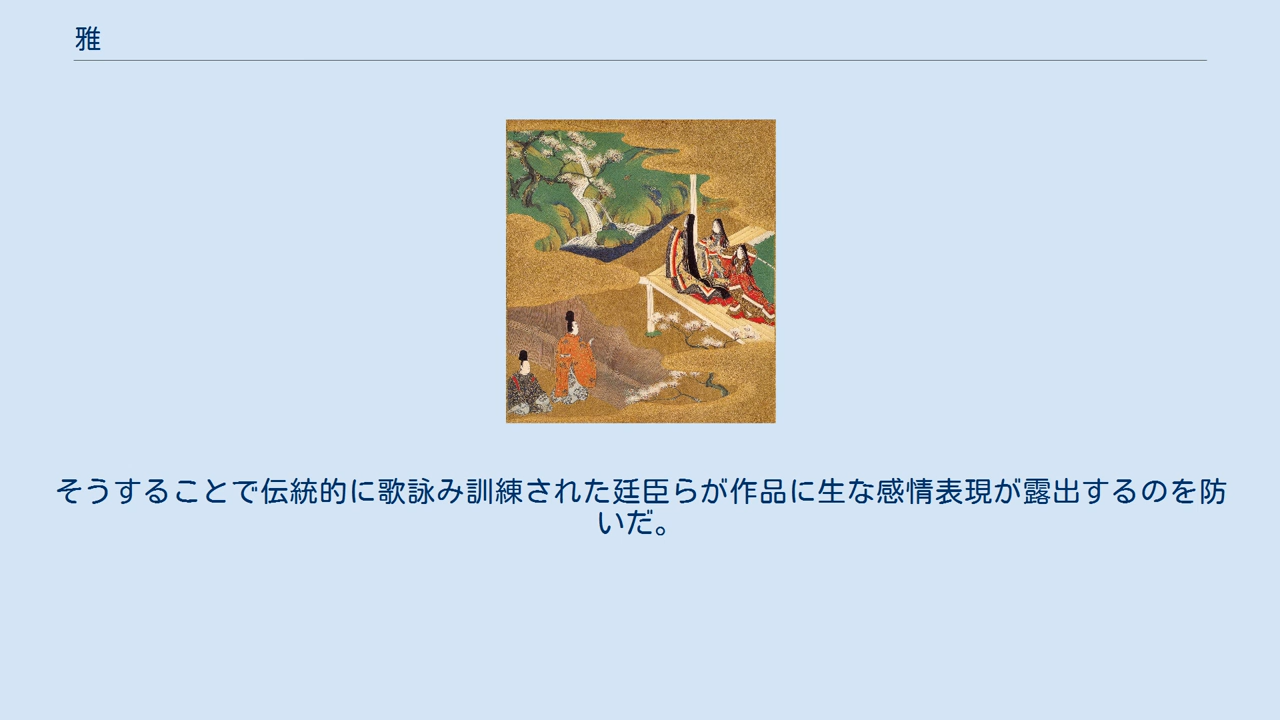 雅
そうすることで伝統的に歌詠み訓練された廷臣らが作品に生な感情表現が露出するのを防
いだ。